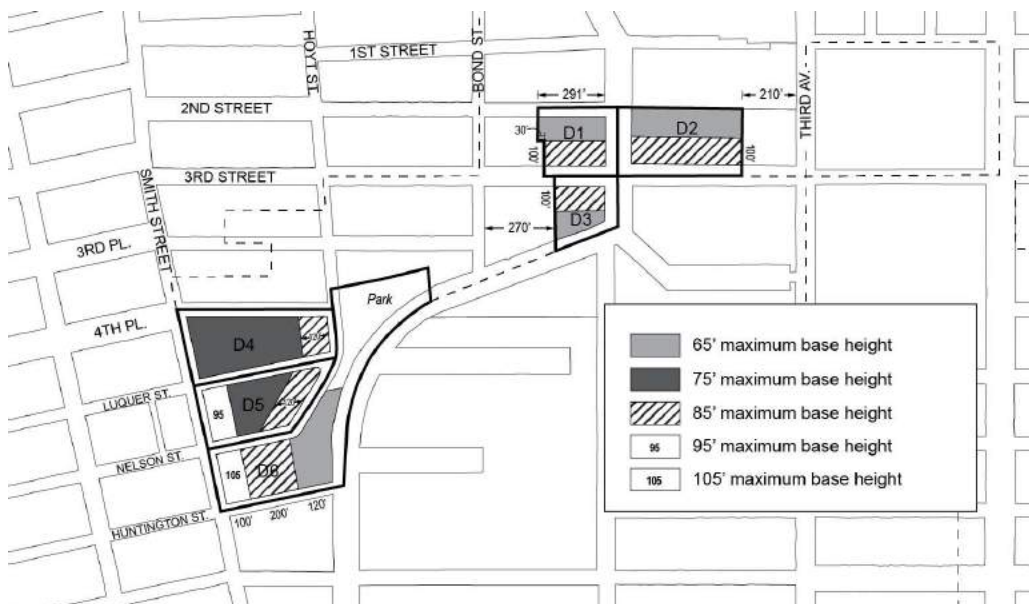 HOYT ST.
BOND ST.
1ST STREET
THIRD AV.
291'
210'
2ND STREET
30'
D1
D2
100'
100'
3RD STREET
SMITH STREET
100'
270'
D3
3RD PL.
Park
4TH PL.
D4
120'
65' maximum base height
75' maximum base height
85' maximum base height
95 95' maximum base height
105 105' maximum base height
LUQUER ST.
95
D5
NELSON ST.
105
D6
HUNTINGTON ST.
100' 200' 120'